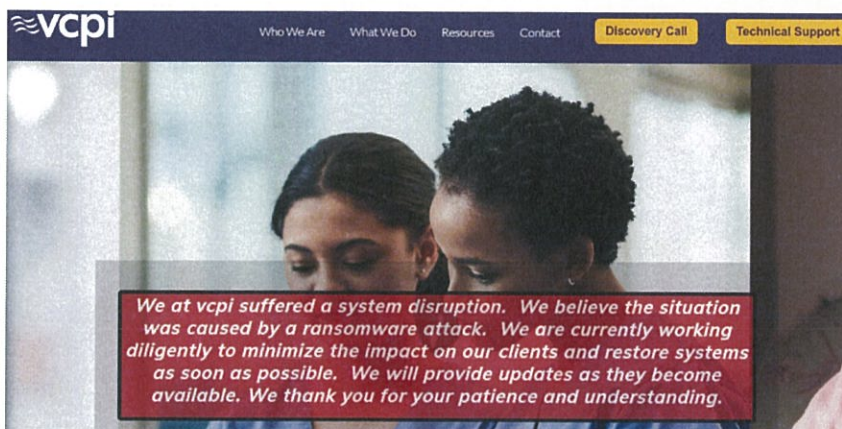 vcpi
Who We Are What We Do Resources Contact Discovery Call Technical Support
We at vcpi suffered a system disruption. We believe the situation
was caused by a ransomware attack. We are currently working
diligently to minimize the impact on our clients and restore systems
as soon as possible. We will provide updates as they become
available. We thank you for your patience and understanding.